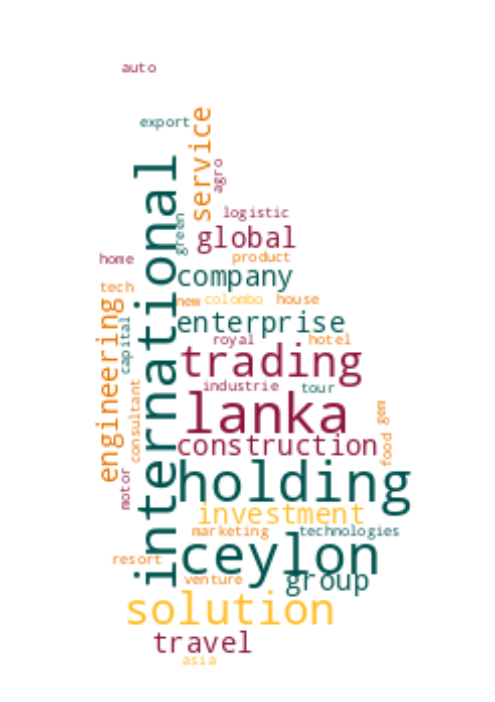 auto
export
service
agro
international
green
logistic
global
home
product
company
tech
new colombo house
enterprise
engineering
capital
royal hotel
trading
industrie tour
consultant
lanka
gem
food
construction
motor
holding
investment
marketing technologies
ceylon
resort
venture group
solution
travel
asia